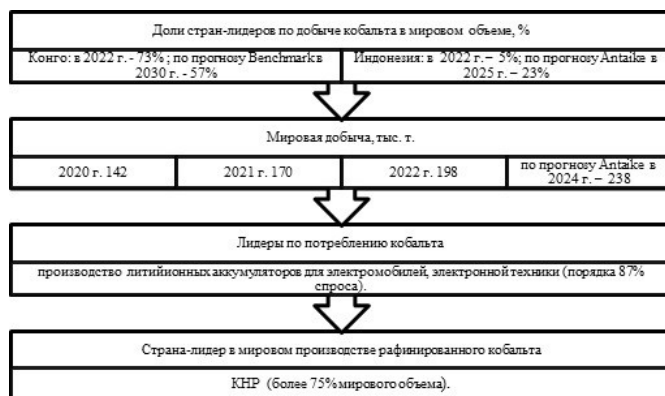 Доли стран-лидеров по добыче кобальта в мировом объеме, %
Конго: в 2022 г. - 73% ; по прогнозу Benchmark в
2030 г. - 57%
Индонезия: в 2022 г. – 5%; по прогнозу Antaike в
2025 г. – 23%
Мировая добыча, тыс. т.
2020 г. 142
2021 г. 170
2022 г. 198
по прогнозу Antaike в
2024 г. – 238
Лидеры по потреблению кобальта
производство литийионных аккумуляторов для электромобилей, электронной техники (порядка 87%
спроса).
Страна-лидер в мировом производстве рафинированного кобальта
КНР (более 75% мирового объема).